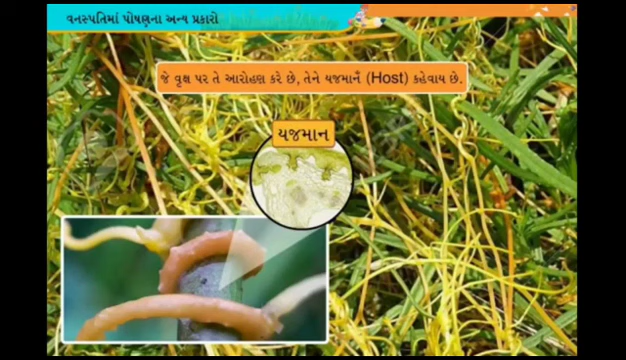 વનસ્પતિમાં પોષણના અન્ય પ્રકારો
જે વૃક્ષ પર તે આરોહણ કરે છે, તેને યજમાન (Host) કહેવાય છે.
યજમાન